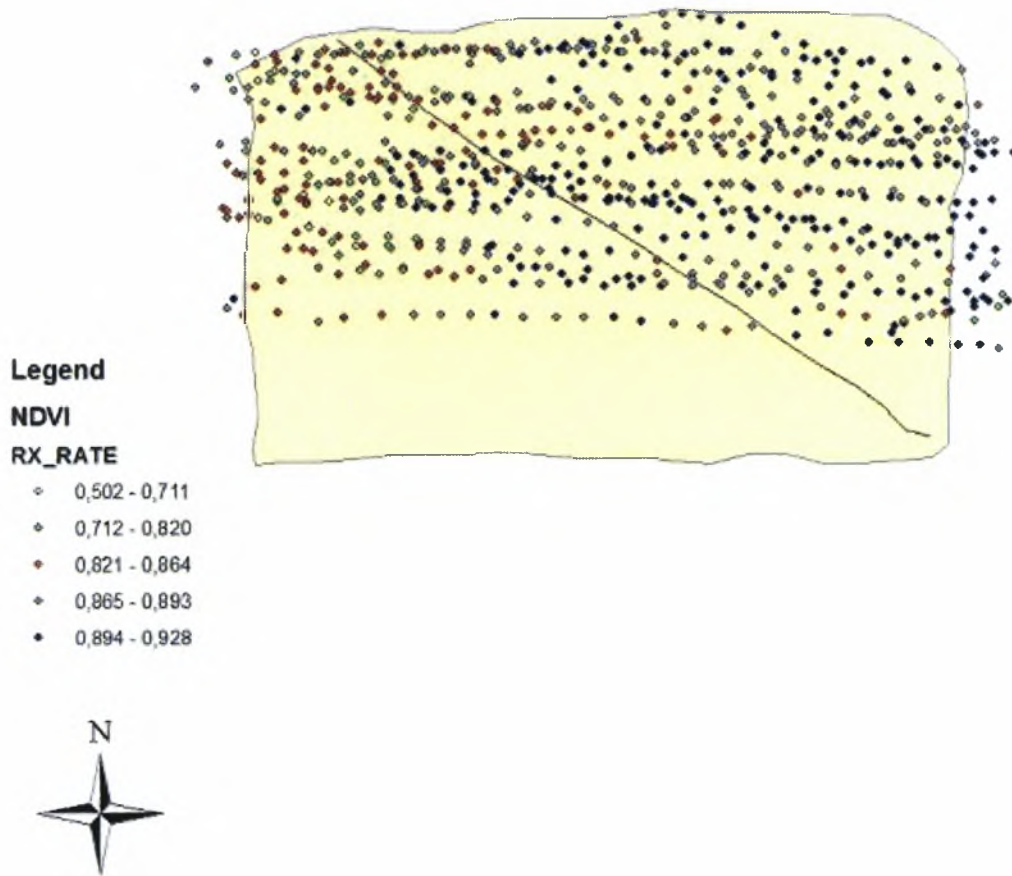 Legend
NDVI
RX_RATE
0,502 - 0,711
0,712 - 0,820
0,821 - 0,864
0,865 - 0,893
0,894 - 0,928
N